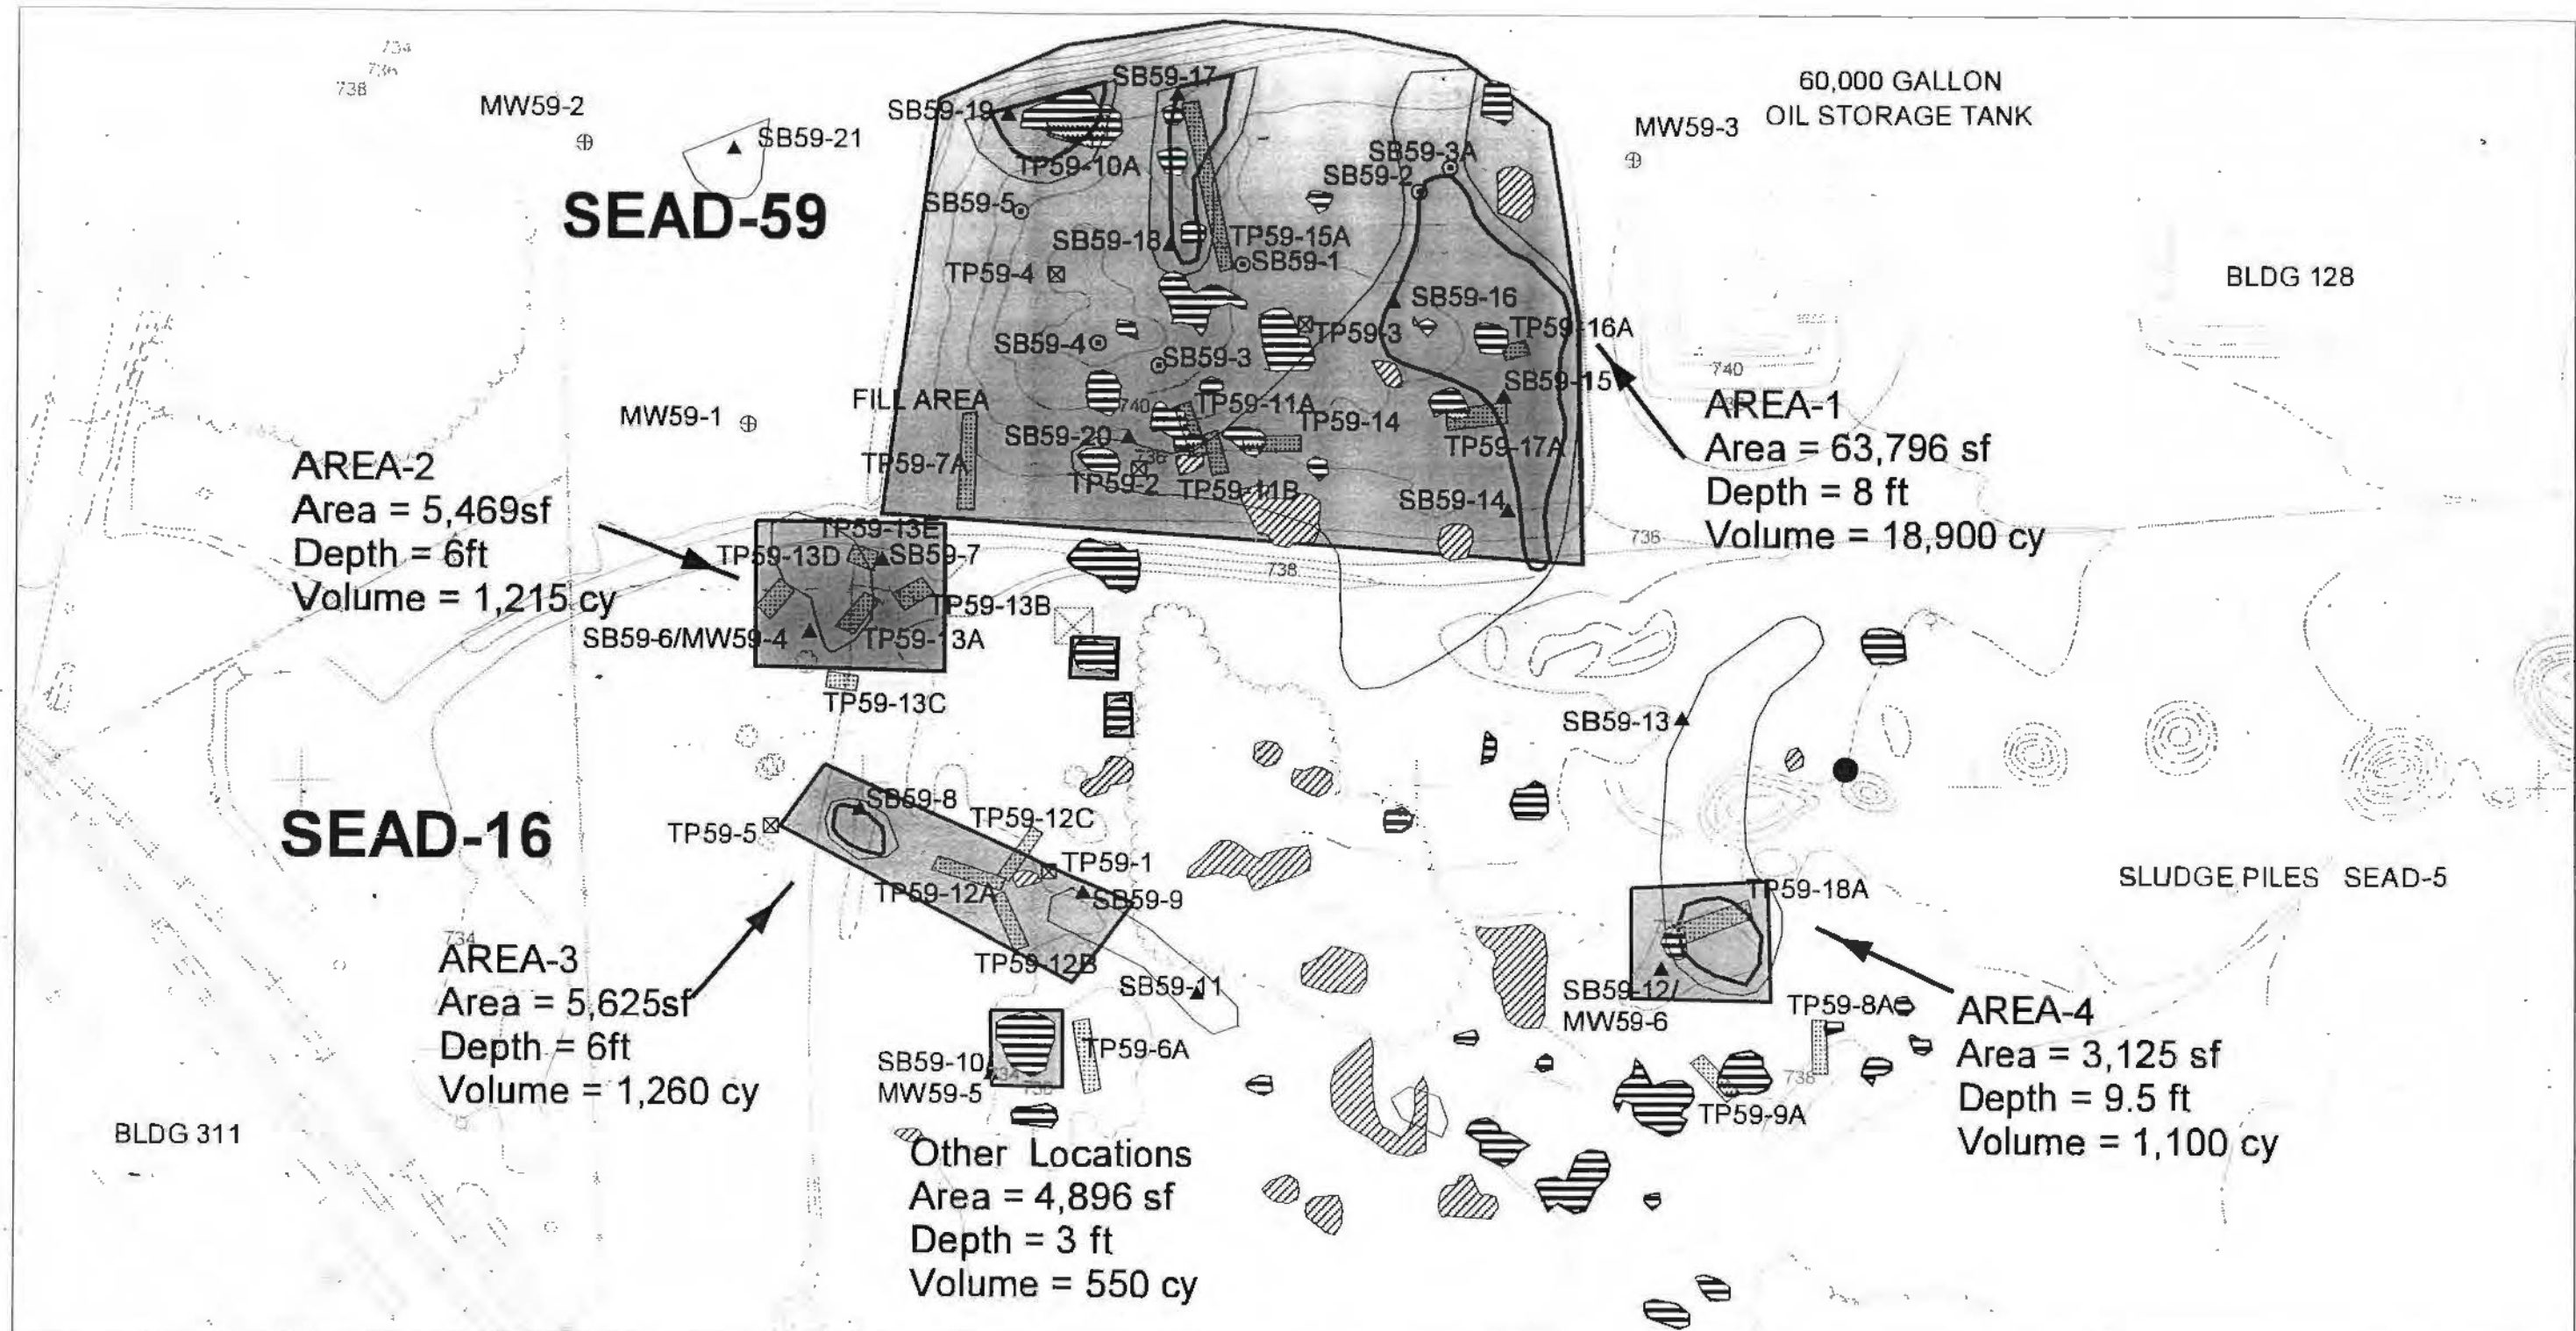 734
736
738
MW59-2
SB59-21
SEAD-59
SB59-17
SB59-19
TP59-10A
SB59-5
SB59-18
TP59-4
TP59-15A
SB59-1
SB59-3A
SB59-2
60,000 GALLON
OIL STORAGE TANK
MW59-3
BLDG 128
SB59-16
TP59-16A
TP59-3
SB59-4
SB59-3
SB59-15
FILL AREA
740
TP59-11A
TP59-14
SB59-20
736
TP59-7A
TP59-2
TP59-11B
TP59-17A
SB59-14
MW59-1
740
AREA-1
Area = 63,796 sf
Depth = 8 ft
Volume = 18,900 cy
736
738
AREA-2
Area = 5,469sf
Depth = 6ft
Volume = 1,215 cy
TP59-13E
TP59-13D
SB59-7
TP59-13B
SB59-6/MW59-4
TP59-13A
TP59-13C
SB59-13
SEAD-16
SB59-8
TP59-5
TP59-12C
TP59-1
TP59-12A
SB59-9
TP59-12B
SB59-11
734
AREA-3
Area = 5,625sf
Depth = 6ft
Volume = 1,260 cy
SLUDGE PILES SEAD-5
TP59-18A
SB59-12/
MW59-6
TP59-8A
AREA-4
Area = 3,125 sf
Depth = 9.5 ft
Volume = 1,100 cy
738
TP59-9A
SB59-10/
MW59-5
TP59-6A
BLDG 311
Other Locations
Area = 4,896 sf
Depth = 3 ft
Volume = 550 cy